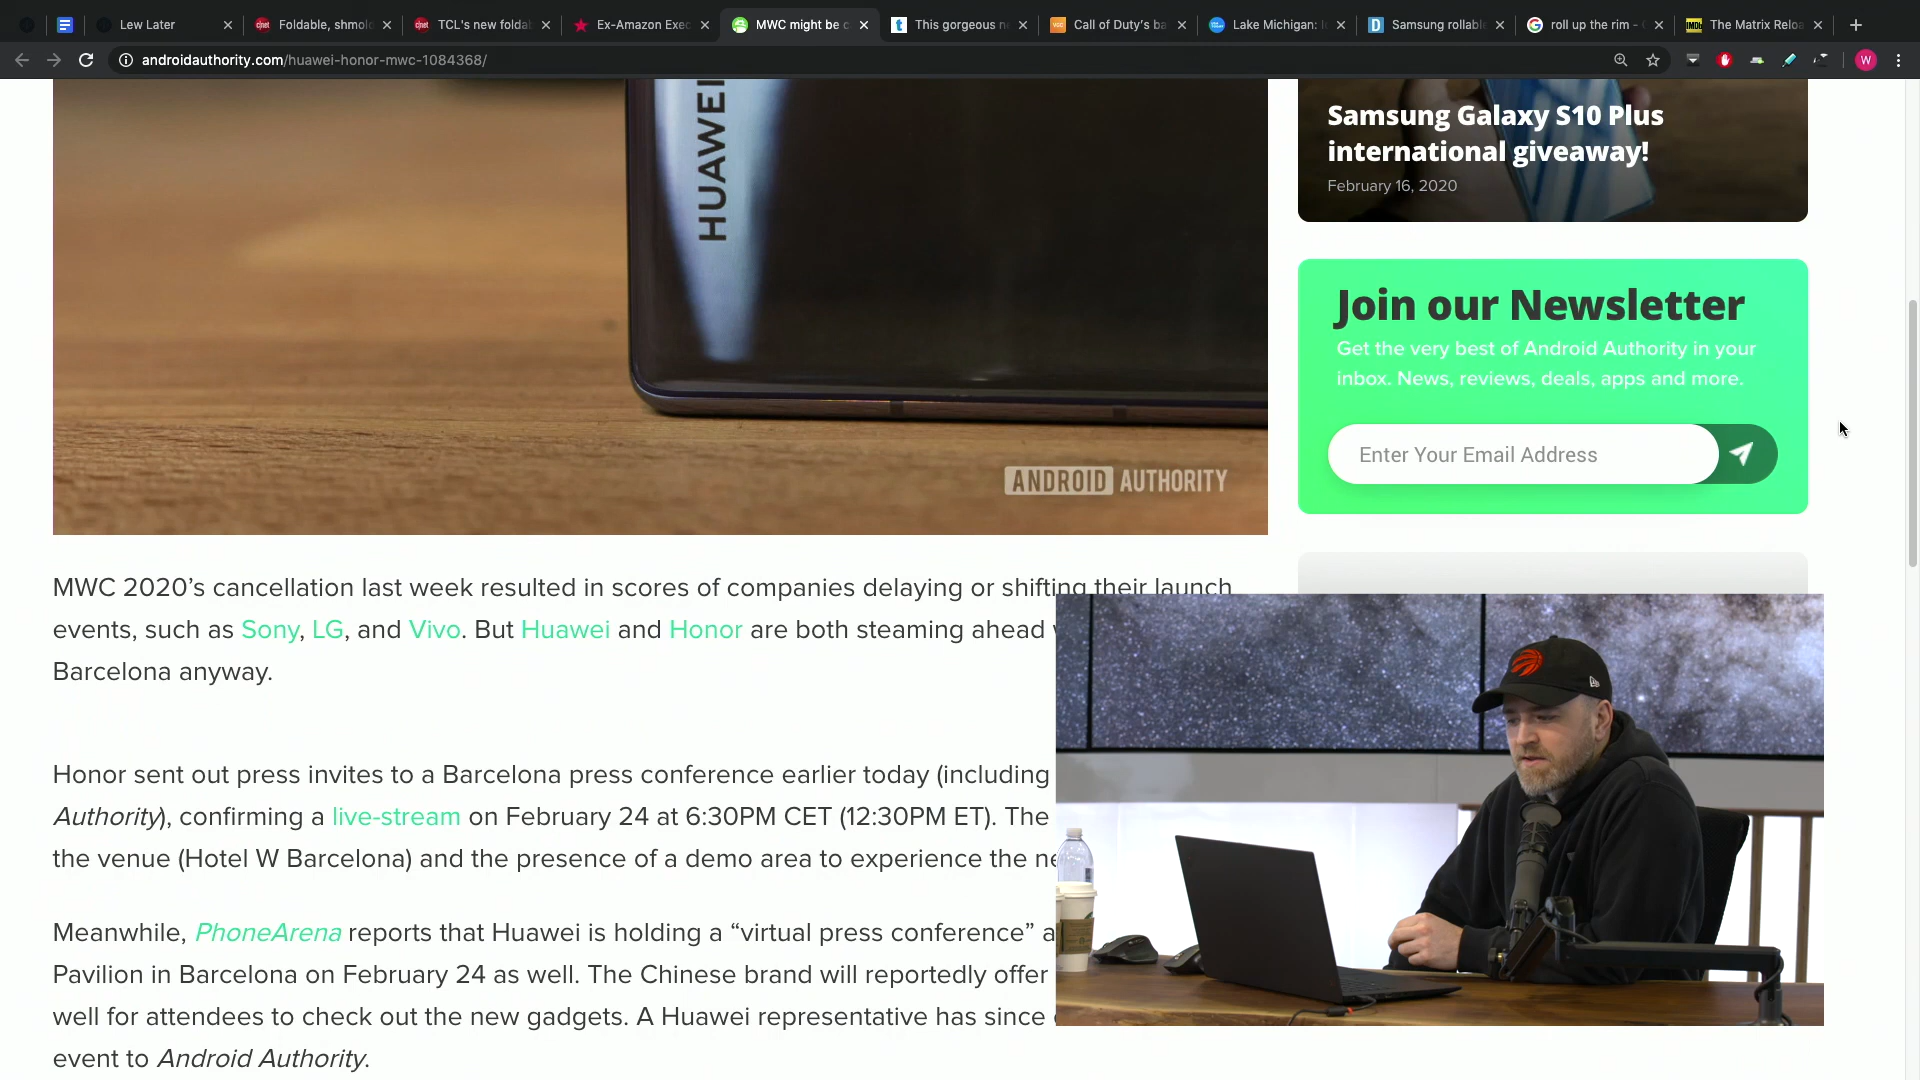 Lew Later
Foldable, shmol
TCL's new folda
Ex-Amazon Exec
MWC might be c
This gorgeous n
Call of Duty's ba
Lake Michigan: l
Samsung rollabl
roll up the rim - G
The Matrix Reloa
androidauthority.com/huawei-honor-mwc-1084368/
W
HUAWEI
ANDROID AUTHORITY
Samsung Galaxy S10 Plus
international giveaway!
February 16, 2020
Join our Newsletter
Get the very best of Android Authority in your
inbox. News, reviews, deals, apps and more.
Enter Your Email Address
MWC 2020’s cancellation last week resulted in scores of companies delaying or shifting their launch
events, such as Sony, LG, and Vivo. But Huawei and Honor are both steaming ahead
Barcelona anyway.
Honor sent out press invites to a Barcelona press conference earlier today (including
Authority), confirming a live-stream on February 24 at 6:30PM CET (12:30PM ET). The
the venue (Hotel W Barcelona) and the presence of a demo area to experience the ne
Meanwhile, PhoneArena reports that Huawei is holding a “virtual press conference” a
Pavilion in Barcelona on February 24 as well. The Chinese brand will reportedly offer
well for attendees to check out the new gadgets. A Huawei representative has since
event to Android Authority.